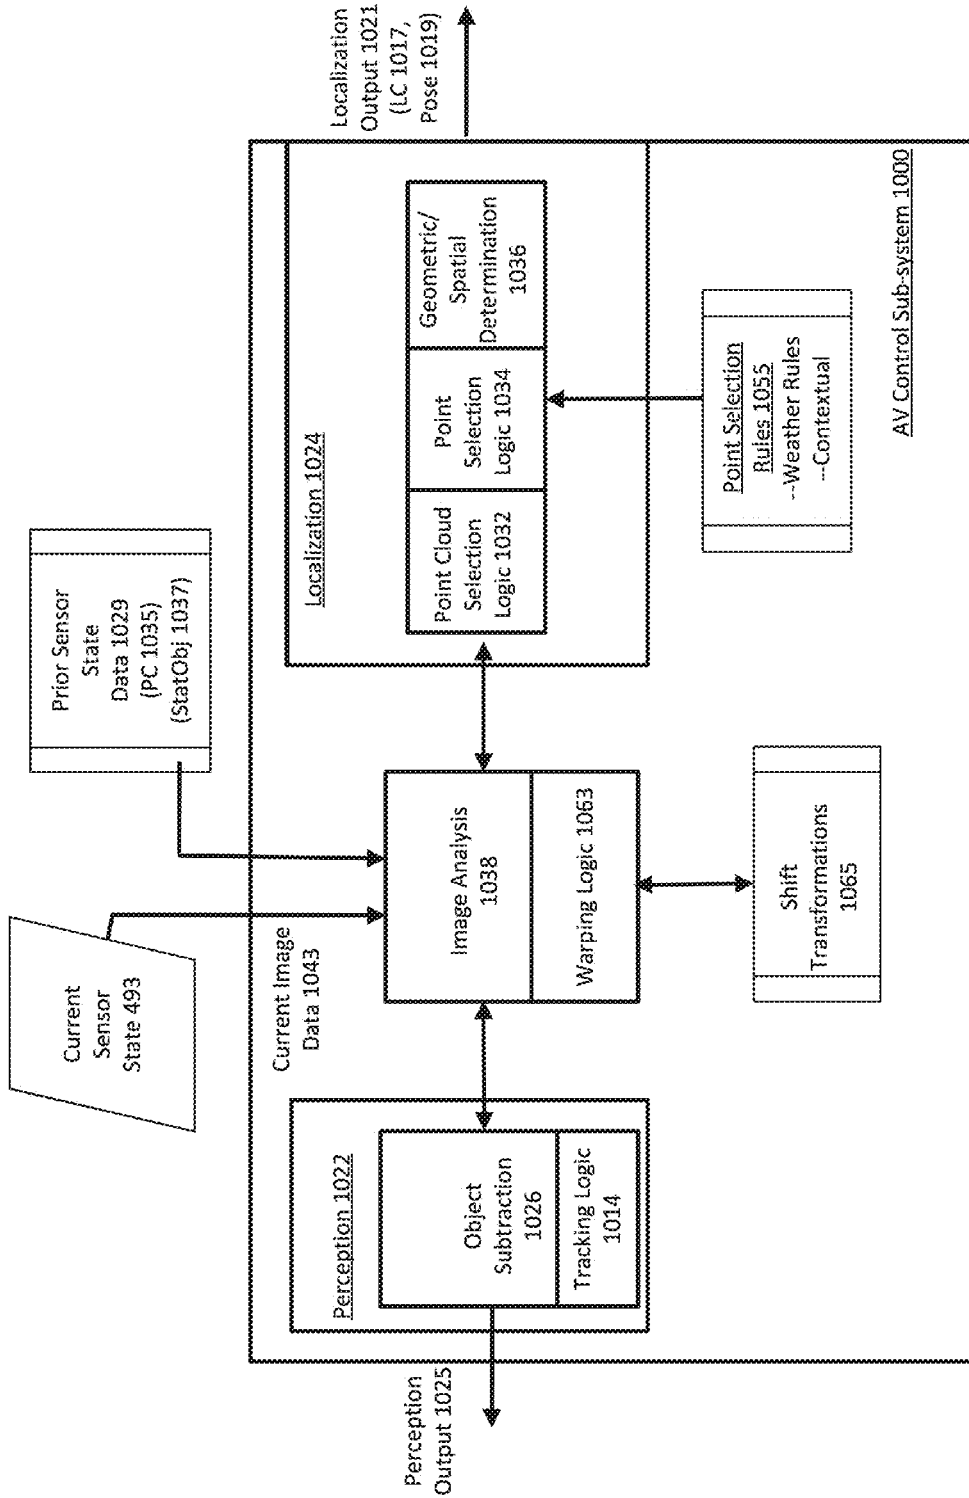 Current
Sensor
State 493
Prior Sensor
State
Data 1029
(PC 1035)
(StatObj 1037)
Localization
Output 1021
(LC 1017,
Pose 1019)
Current Image
Data 1043
Perception
Output 1025
Perception 1022
Object
Subtraction
1026
Tracking Logic
1014
Image Analysis
1038
Warping Logic 1063
Localization 1024
Point Cloud
Selection
Logic 1032
Point
Selection
Logic 1034
Geometric/
Spatial
Determination
1036
Shift
Transformations
1065
Point Selection
Rules 1055
--Weather Rules
--Contextual
AV Control Sub-system 1000